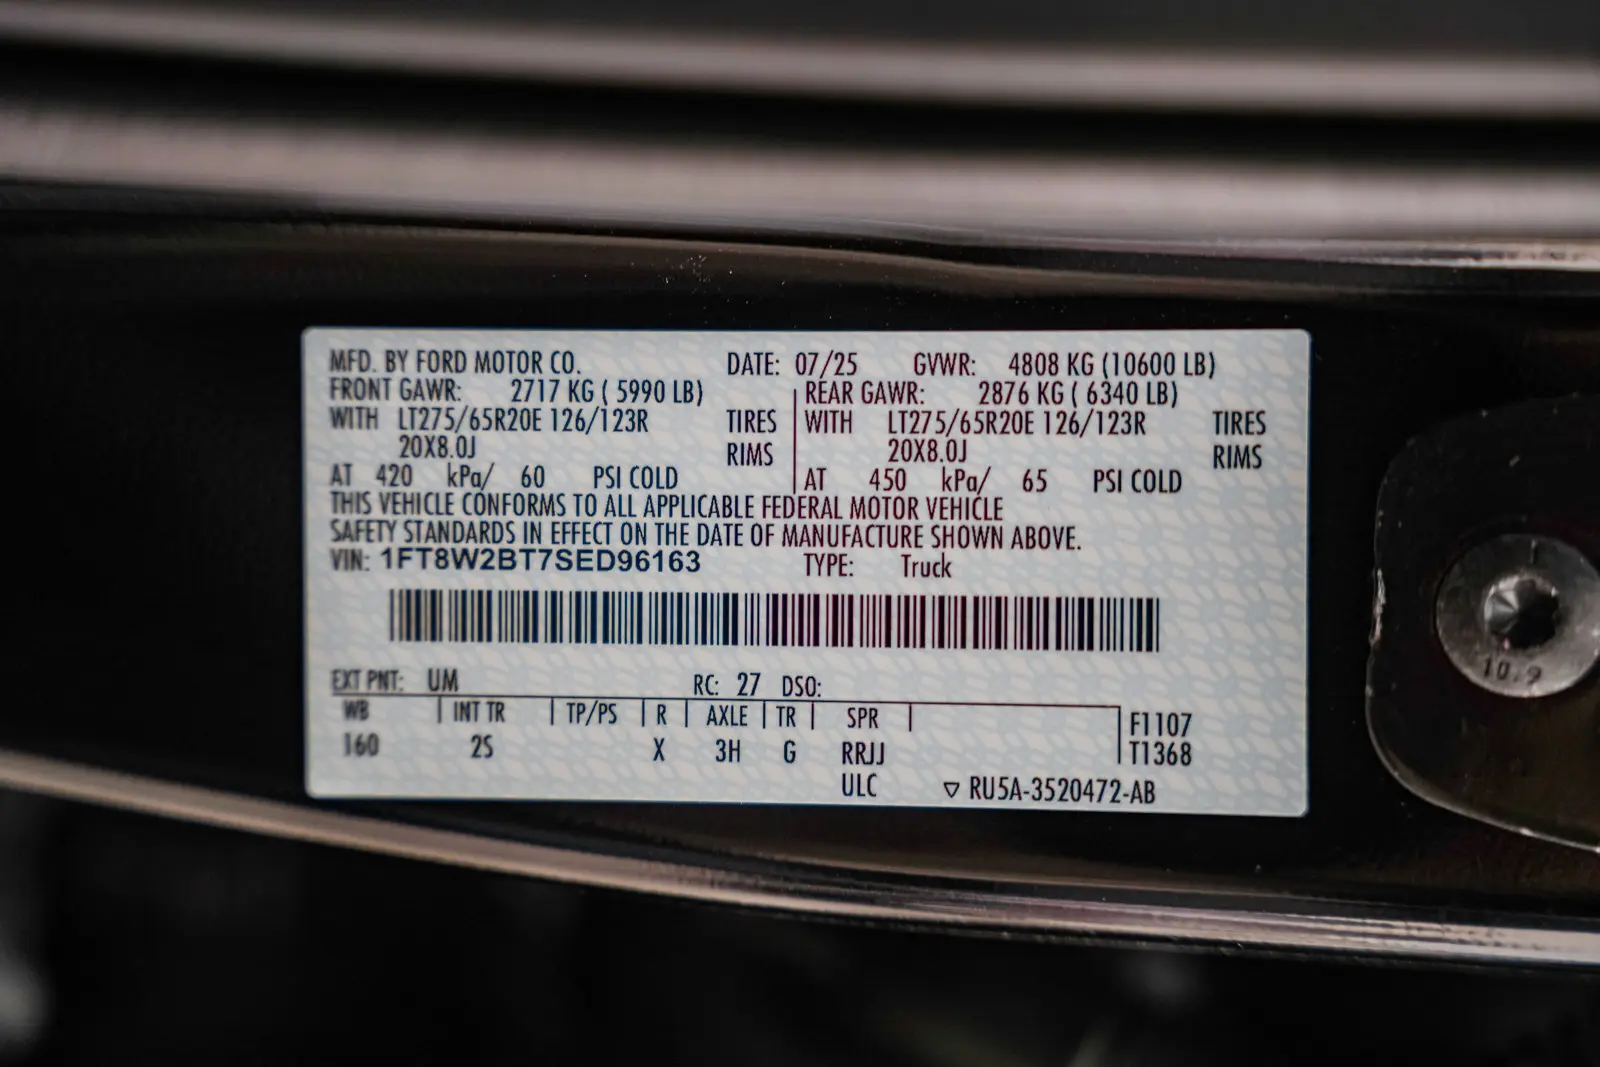 MFD. BY FORD MOTOR CO. DATE: 07/25 GVWR: 4808 KG (10600 LB)
FRONT GAWR: 2717 KG ( 5990 LB) REAR GAWR: 2876 KG ( 6340 LB)
WITH LT275/65R20E 126/123R TIRES WITH LT275/65R20E 126/123R TIRES
20X8.0J RIMS 20X8.0J RIMS
AT 420 kPa/ 60 PSI COLD AT 450 kPa/ 65 PSI COLD
THIS VEHICLE CONFORMS TO ALL APPLICABLE FEDERAL MOTOR VEHICLE
SAFETY STANDARDS IN EFFECT ON THE DATE OF MANUFACTURE SHOWN ABOVE.
VIN: 1FT8W2BT7SED96163 TYPE: Truck
EXT PNT: UM RC: 27 DSO:
WB | INT TR | TP/PS | R | AXLE | TR | SPR | F1107
160 2S X 3H G RRJJ T1368
ULC ▽ RU5A-3520472-AB
10.9